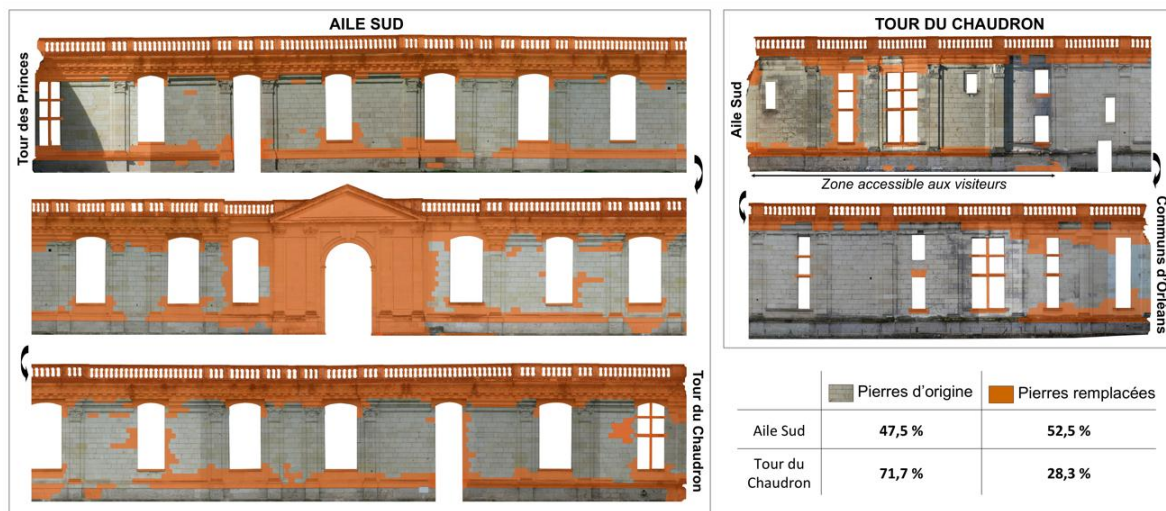 AILE SUD
Tour des Princes
Tour du Chaudron
TOUR DU CHAUDRON
Aile Sud
Zone accessible aux visiteurs
Communs d'Orléans
Pierres d'origine
Pierres remplacées
Aile Sud
47,5 %
52,5 %
Tour du
Chaudron
71,7 %
28,3 %